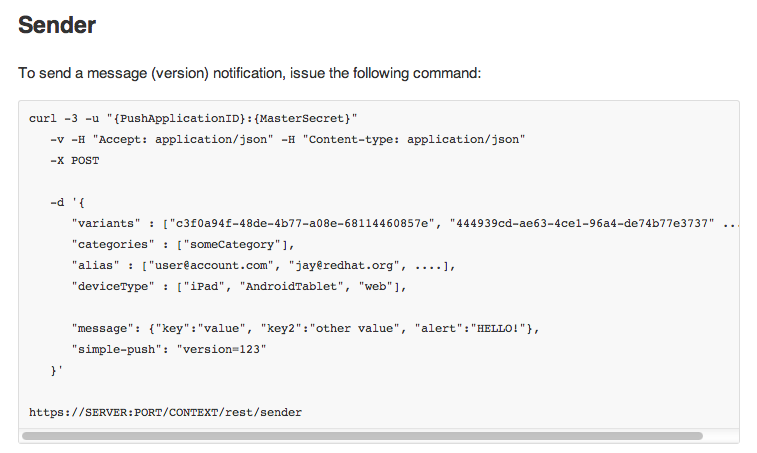 Sender
To send a message (version) notification, issue the following command:
curl -3 -u "{PushApplicationID}:{MasterSecret}"
-v -H "Accept: application/json" -H "Content-type: application/json"
-X POST
-d '{
"variants" : ["c3f0a94f-48de-4b77-a08e-68114460857e", "444939cd-ae63-4ce1-96a4-de74b77e3737" ...
"categories" : ["someCategory"],
"alias" : ["user@account.com", "jay@redhat.org", ....],
"deviceType" : ["iPad", "AndroidTablet", "web"],
"message": {"key":"value", "key2":"other value", "alert":"HELLO!"},
"simple-push": "version=123"
}'
https://SERVER:PORT/CONTEXT/rest/sender